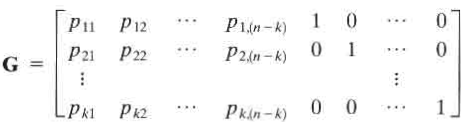 p₁₁ p₁₂ ⋯ p₁,₍ₙ₋ₖ₎ 1 0 ⋯ 0
G = p₂₁ p₂₂ ⋯ p₂,₍ₙ₋ₖ₎ 0 1 ⋯ 0
⋮ ⋮
pₖ₁ pₖ₂ ⋯ pₖ,₍ₙ₋ₖ₎ 0 0 ⋯ 1